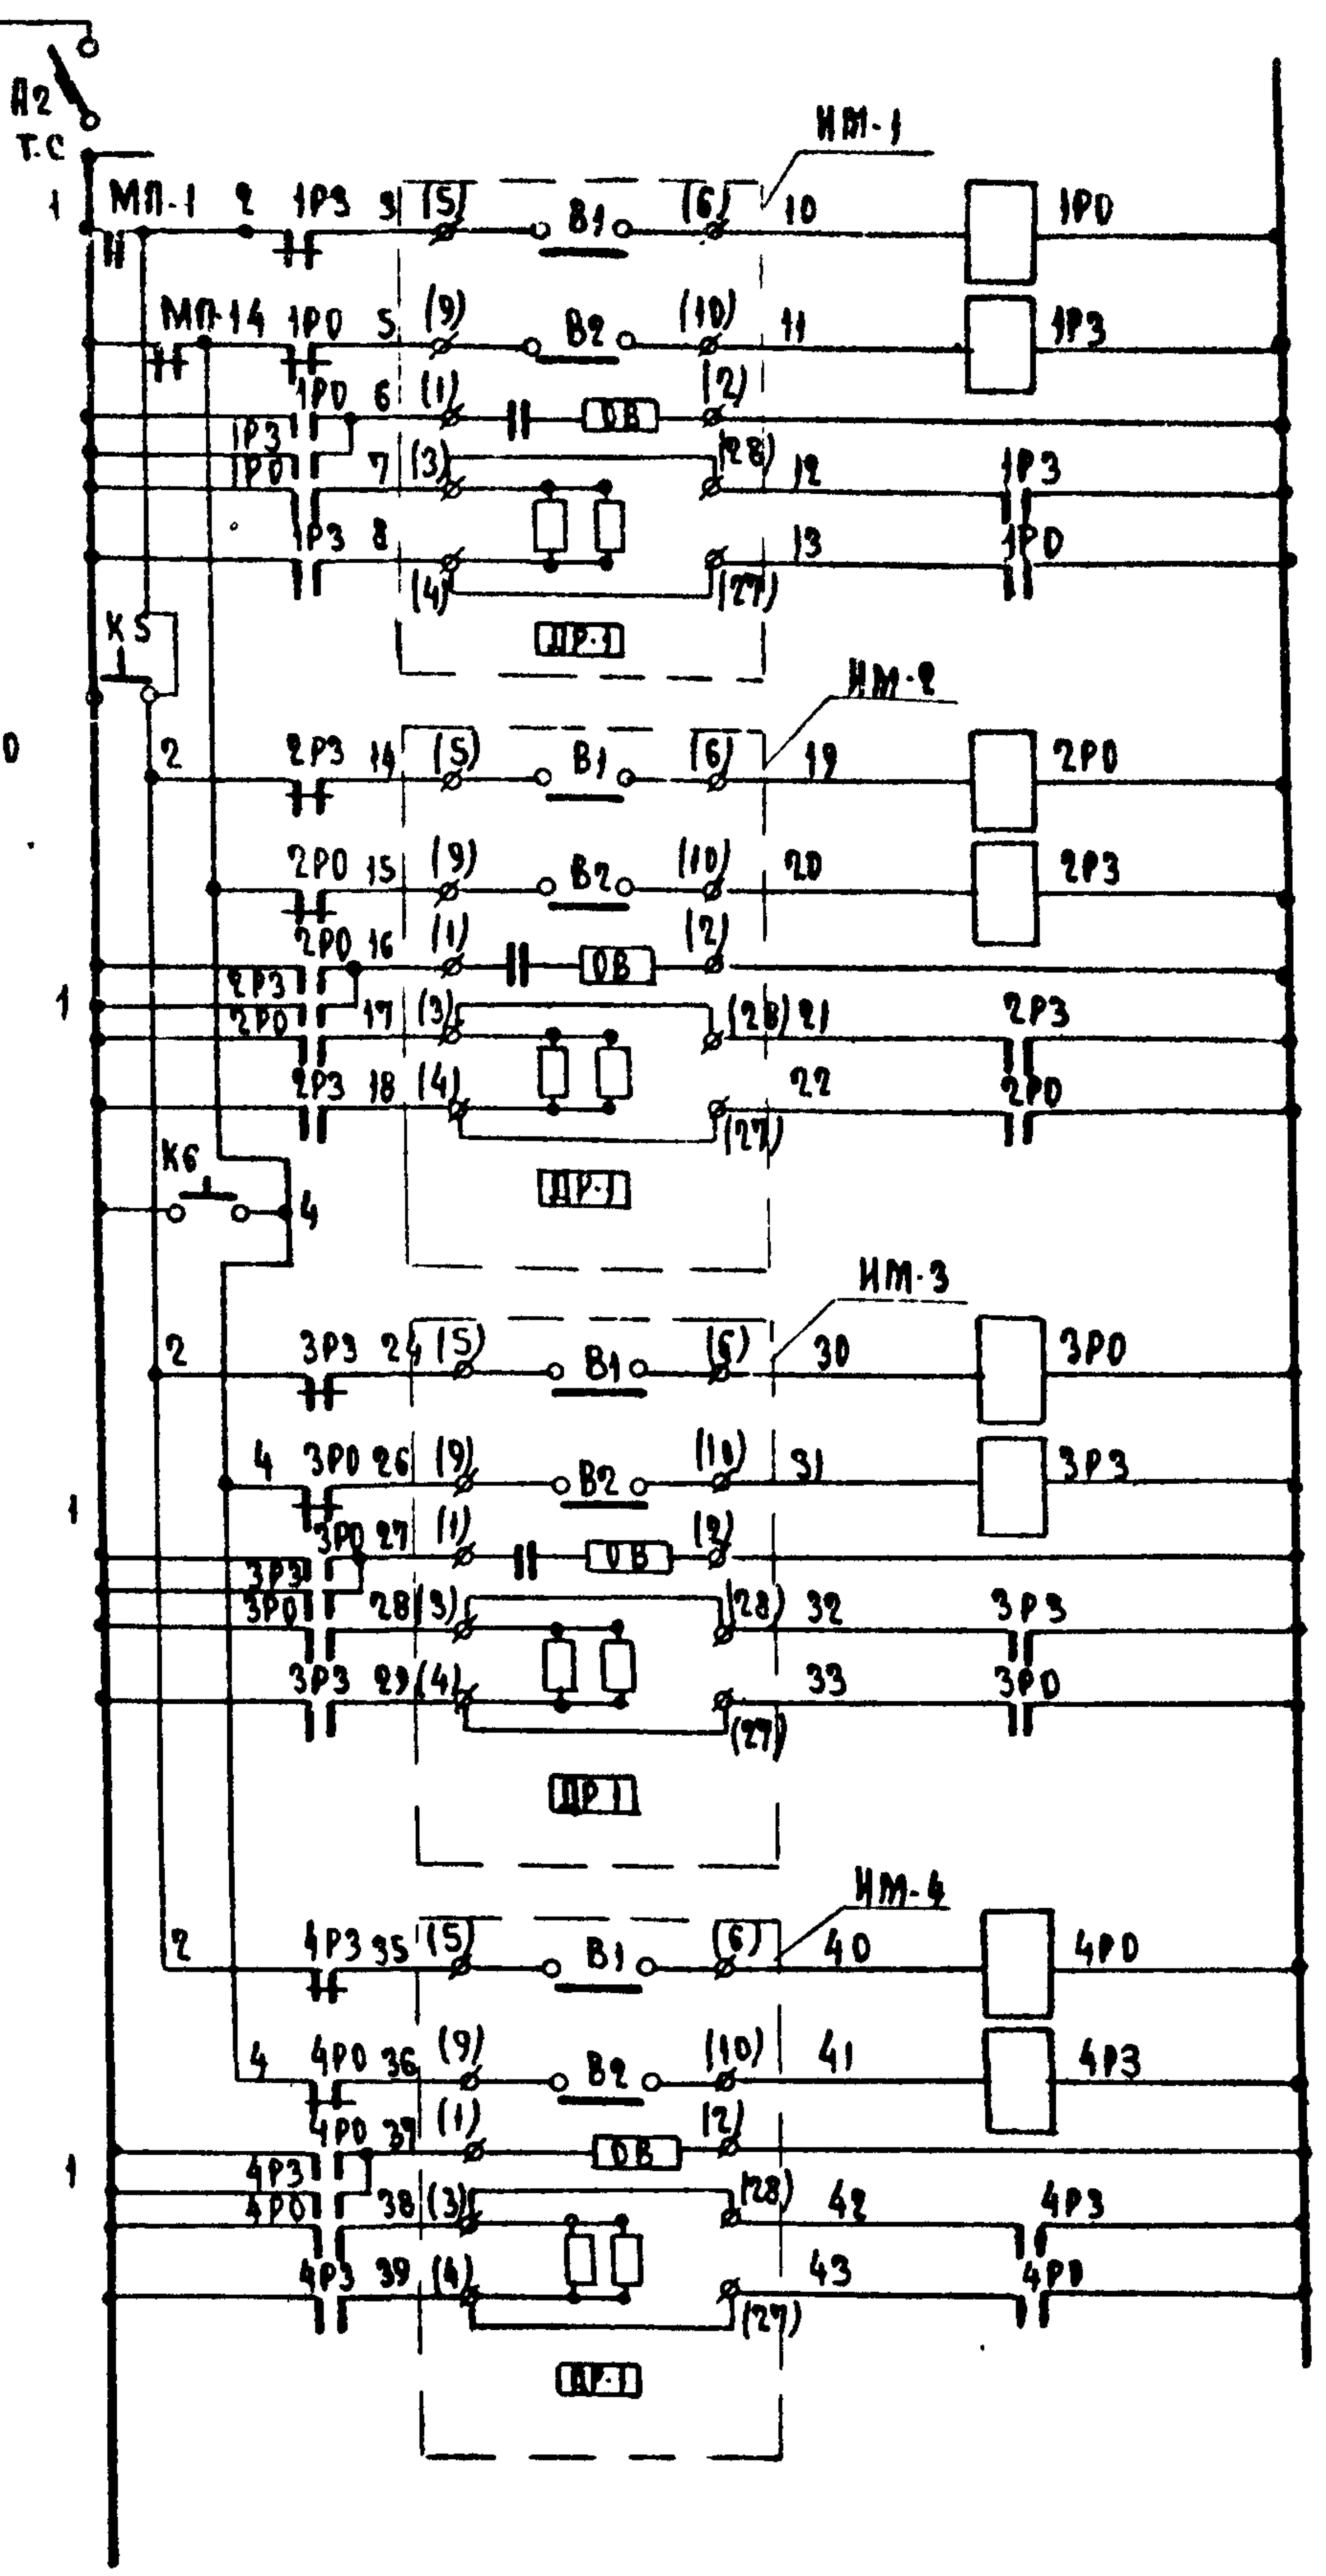 А2
Т.С
ИМ-1
1 МП-1 2 1РЗ 3 (5) В1 (6) 10 1РО
МП-1 4 1РО 5 (9) В2 (10) 11 1РЗ
1РО 6 (1) ОВ (2)
1РЗ
1РО 7 (3) (28) 12 1РЗ
1РЗ 8 (4) (27) 13 1РО
К5
ДР-1
ИМ-2
О
2 2РЗ 14 (5) В1 (6) 19 2РО
2РО 15 (9) В2 (10) 20 2РЗ
2РО 16 (1) ОВ (2)
1 2РЗ
2РО 17 (3) (28) 21 2РЗ
2РЗ 18 (4) (27) 22 2РО
К6
4
ДР-1
ИМ-3
2 3РЗ 24 (5) В1 (6) 30 3РО
4 3РО 26 (9) В2 (10) 31 3РЗ
1
3РО 27 (1) ОВ (2)
3РЗ
3РО 28 (3) (28) 32 3РЗ
3РЗ 29 (4) (27) 33 3РО
ДР1
ИМ-4
2 4РЗ 35 (5) В1 (6) 40 4РО
4 4РО 36 (9) В2 (10) 41 4РЗ
4РО 37 (1) ОВ (2)
1 4РЗ
4РО 38 (3) (28) 42 4РЗ
4РЗ 39 (4) (27) 43 4РО
ДР-1